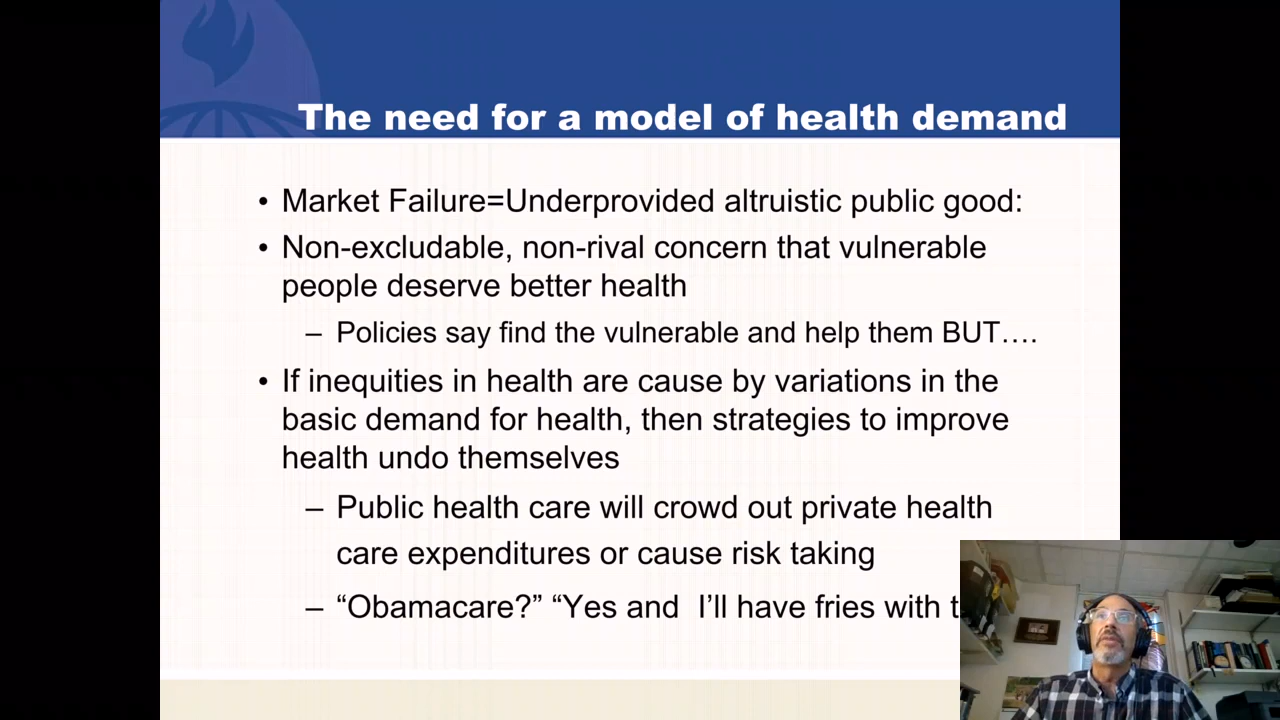 The need for a model of health demand
• Market Failure=Underprovided altruistic public good:
• Non-excludable, non-rival concern that vulnerable
people deserve better health
– Policies say find the vulnerable and help them BUT….
• If inequities in health are cause by variations in the
basic demand for health, then strategies to improve
health undo themselves
– Public health care will crowd out private health
care expenditures or cause risk taking
– “Obamacare?” “Yes and I’ll have fries with